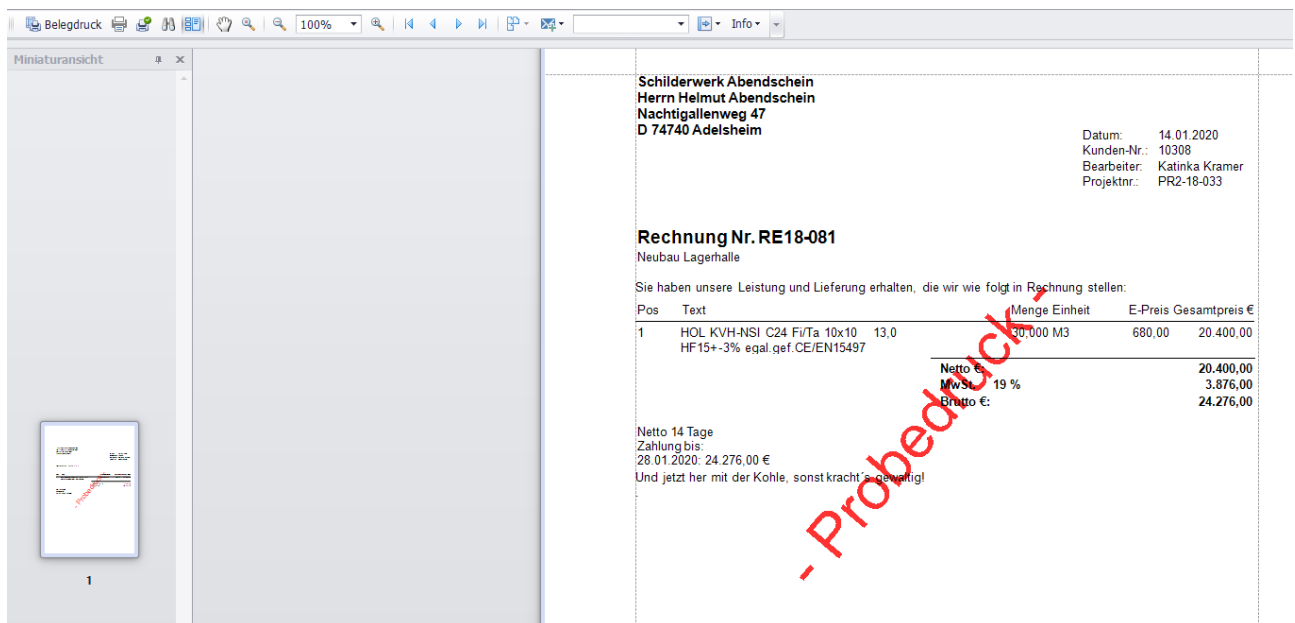 Belegdruck 100% Info
Miniaturansicht
1
Schilderwerk Abendschein
Herrn Helmut Abendschein
Nachtigallenweg 47
D 74740 Adelsheim
Datum: 14.01.2020
Kunden-Nr.: 10308
Bearbeiter: Katinka Kramer
Projektnr.: PR2-18-033
Rechnung Nr. RE18-081
Neubau Lagerhalle
Sie haben unsere Leistung und Lieferung erhalten, die wir wie folgt in Rechnung stellen:
Pos Text Menge Einheit E-Preis Gesamtpreis €
1 HOL KVH-NSI C24 Fi/Ta 10x10 13,0 30,000 M3 680,00 20.400,00
HF15+-3% egal.gef.CE/EN15497
Netto €: 20.400,00
MwSt. 19 % 3.876,00
Brutto €: 24.276,00
Netto 14 Tage
Zahlung bis:
28.01.2020: 24.276,00 €
Und jetzt her mit der Kohle, sonst kracht´s gewaltig!
- Probedruck -